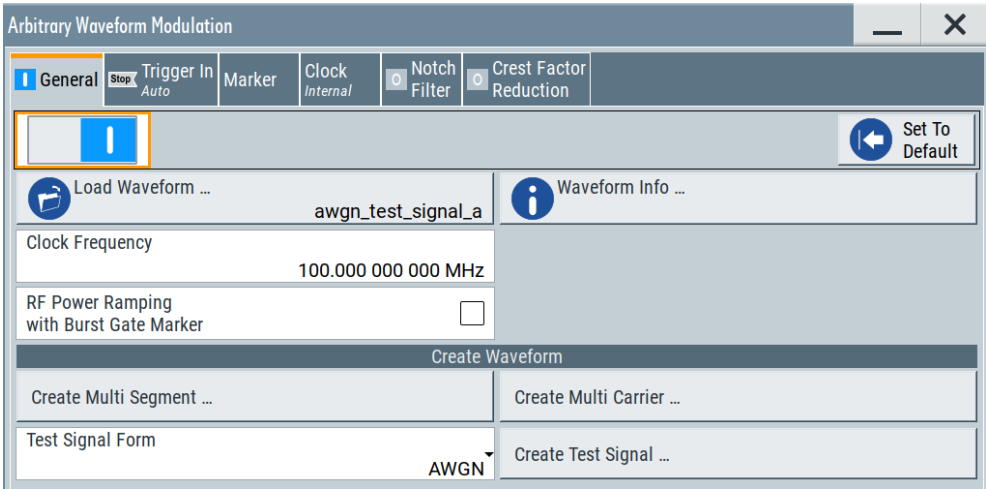 Arbitrary Waveform Modulation
General
Stop
Trigger In
Auto
Marker
Clock
Internal
O
Notch
Filter
O
Crest Factor
Reduction
Set To
Default
Load Waveform ...
awgn_test_signal_a
Waveform Info ...
Clock Frequency
100.000 000 000 MHz
RF Power Ramping
with Burst Gate Marker
Create Waveform
Create Multi Segment ...
Create Multi Carrier ...
Test Signal Form
AWGN
Create Test Signal ...